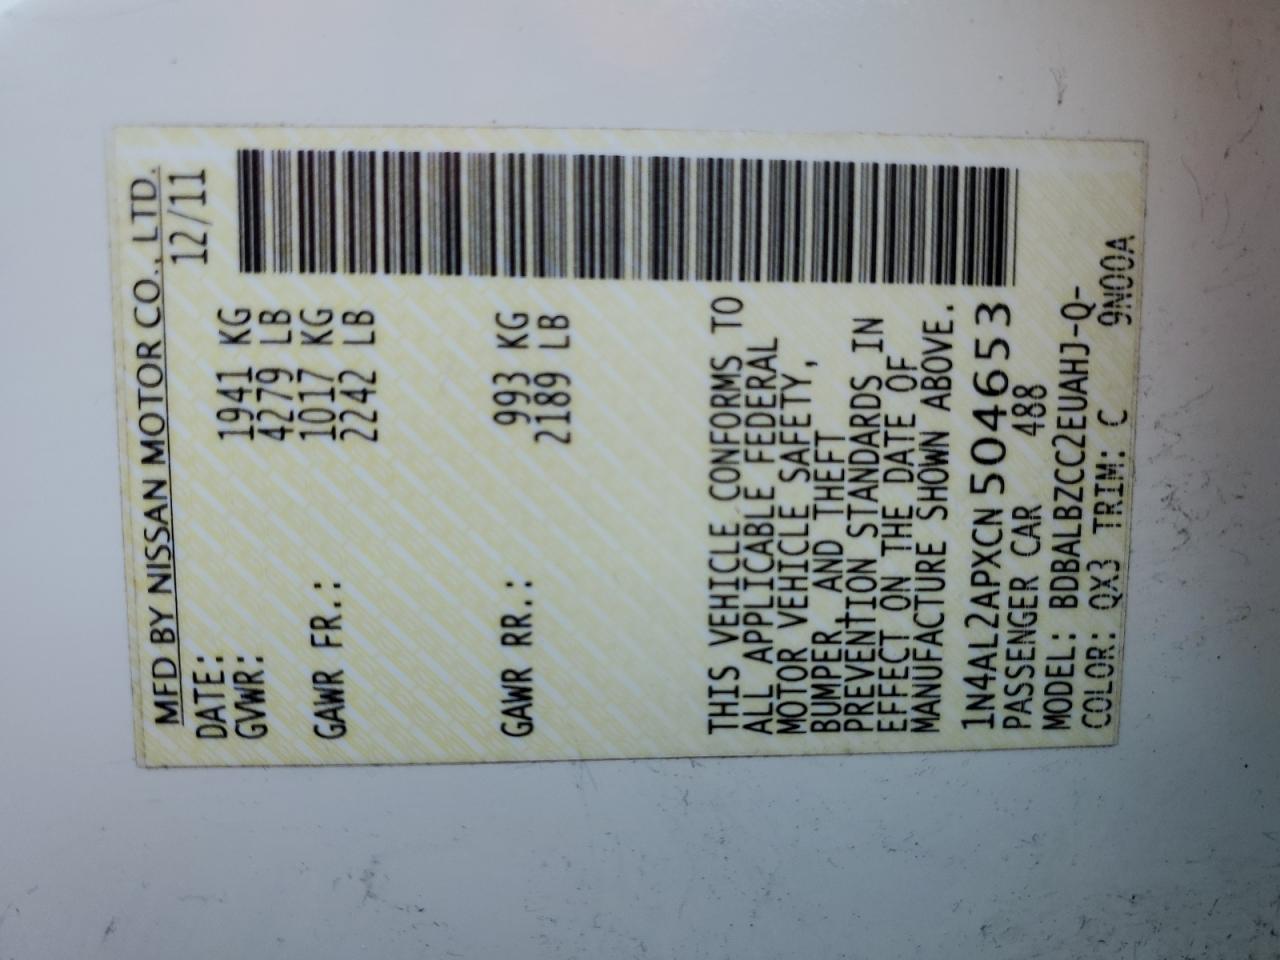 MFD BY NISSAN MOTOR CO., LTD.
DATE: 12/11
GVWR: 1941 KG
4279 LB
GAWR FR.: 1017 KG
2242 LB
GAWR RR.: 993 KG
2189 LB
THIS VEHICLE CONFORMS TO
ALL APPLICABLE FEDERAL
MOTOR VEHICLE SAFETY,
BUMPER, AND THEFT
PREVENTION STANDARDS IN
EFFECT ON THE DATE OF
MANUFACTURE SHOWN ABOVE.
1N4AL2APXCN504653
PASSENGER CAR 488
MODEL: BDBALBZCC2EUAHJ-Q-
COLOR: QX3 TRIM: C 9N00A